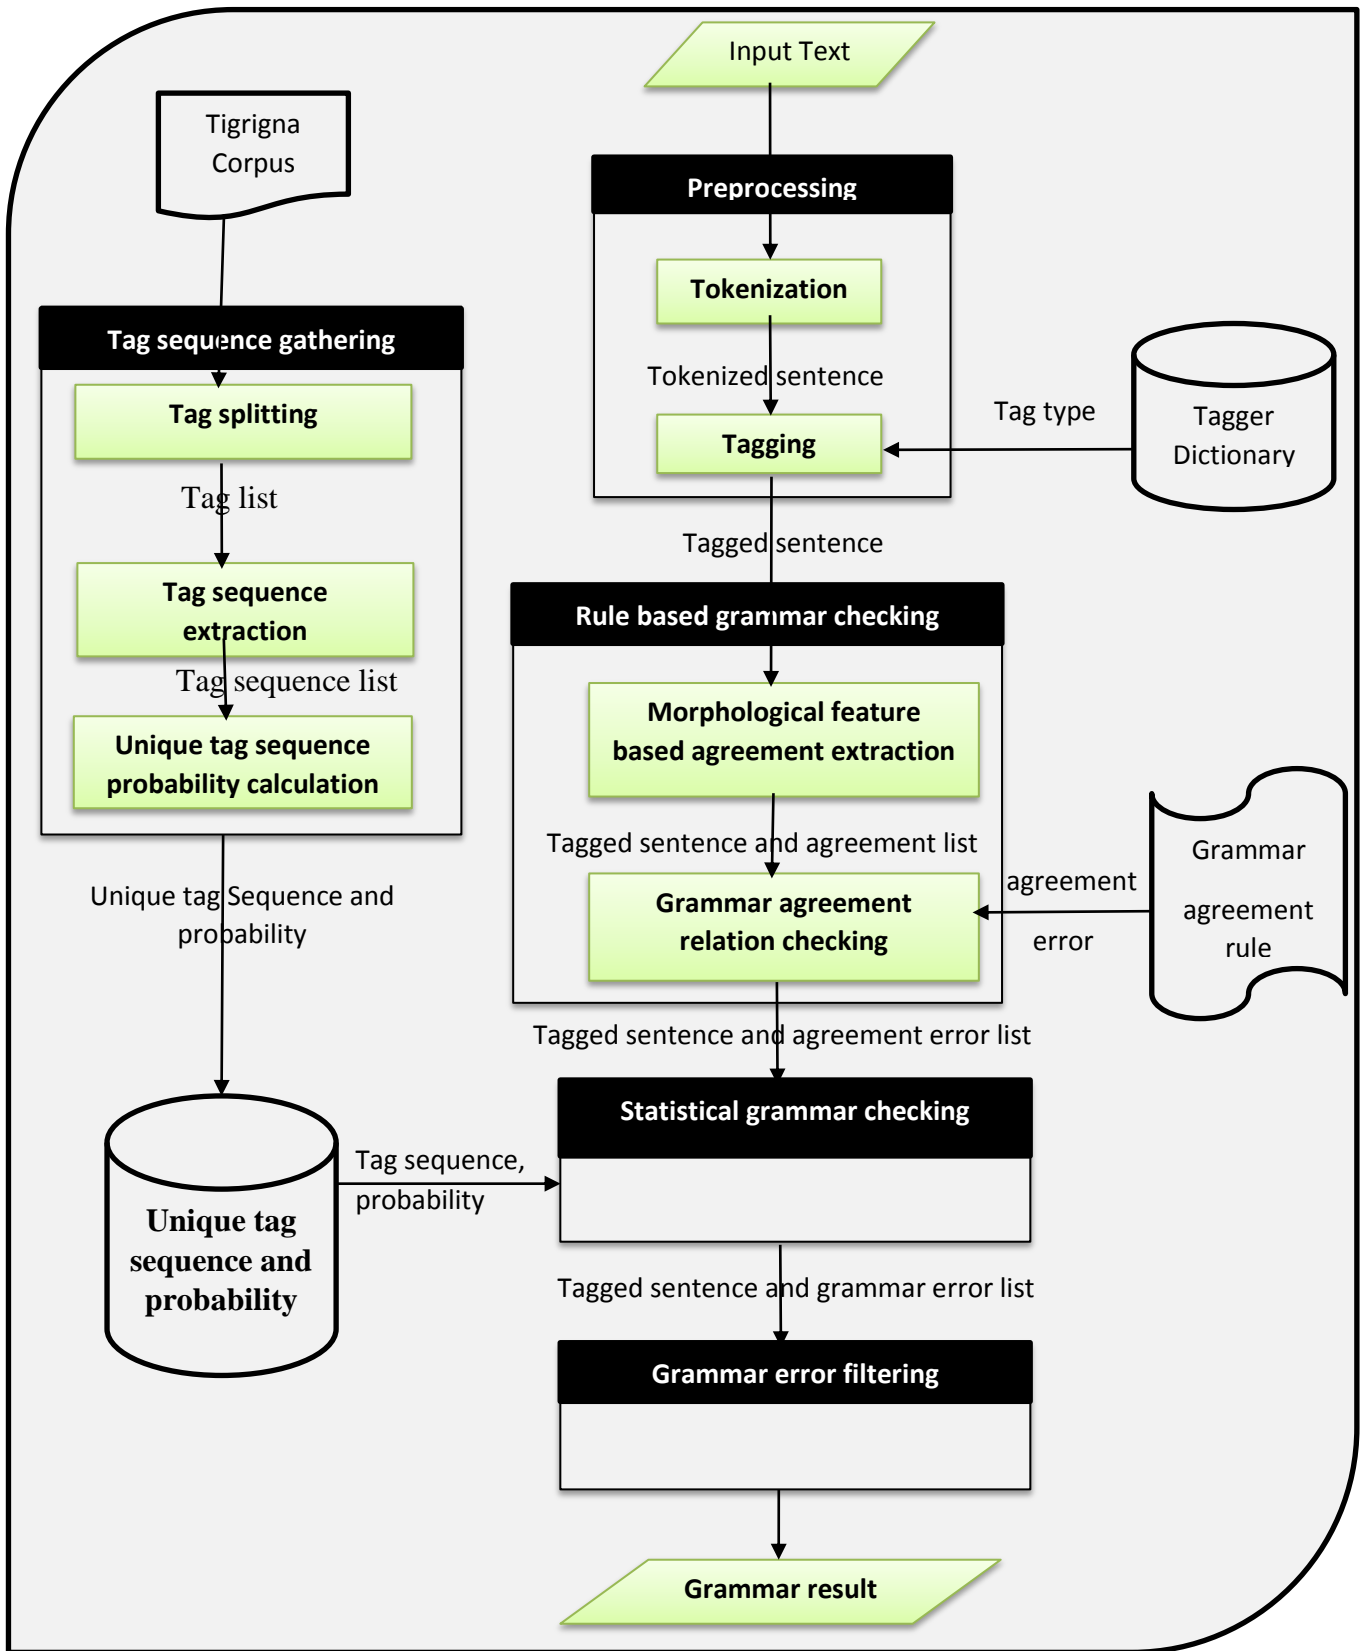 Input Text
Tigrigna
Corpus
Preprocessing
Tokenization
Tokenized sentence
Tagging
Tag type
Tagger
Dictionary
Tag sequence gathering
Tag splitting
Tag list
Tag sequence
extraction
Tag sequence list
Unique tag sequence
probability calculation
Unique tag Sequence and
probability
Tagged sentence
Rule based grammar checking
Morphological feature
based agreement extraction
Tagged sentence and agreement list
Grammar agreement
relation checking
agreement
error
Grammar
agreement
rule
Tagged sentence and agreement error list
Statistical grammar checking
Tag sequence,
probability
Unique tag
sequence and
probability
Tagged sentence and grammar error list
Grammar error filtering
Grammar result